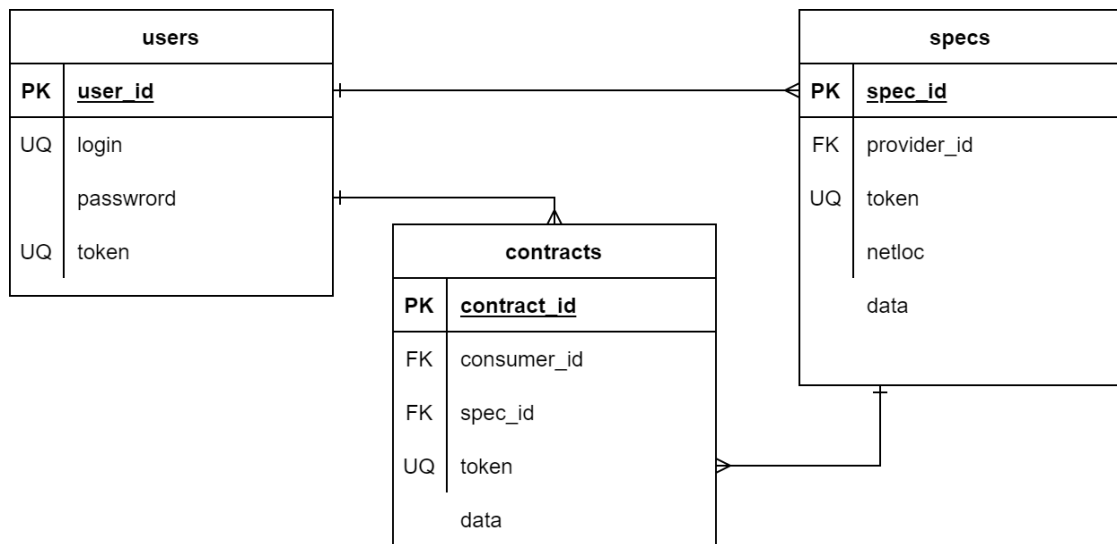 users
PK user_id
UQ login
passwrord
UQ token
specs
PK spec_id
FK provider_id
UQ token
netloc
data
contracts
PK contract_id
FK consumer_id
FK spec_id
UQ token
data